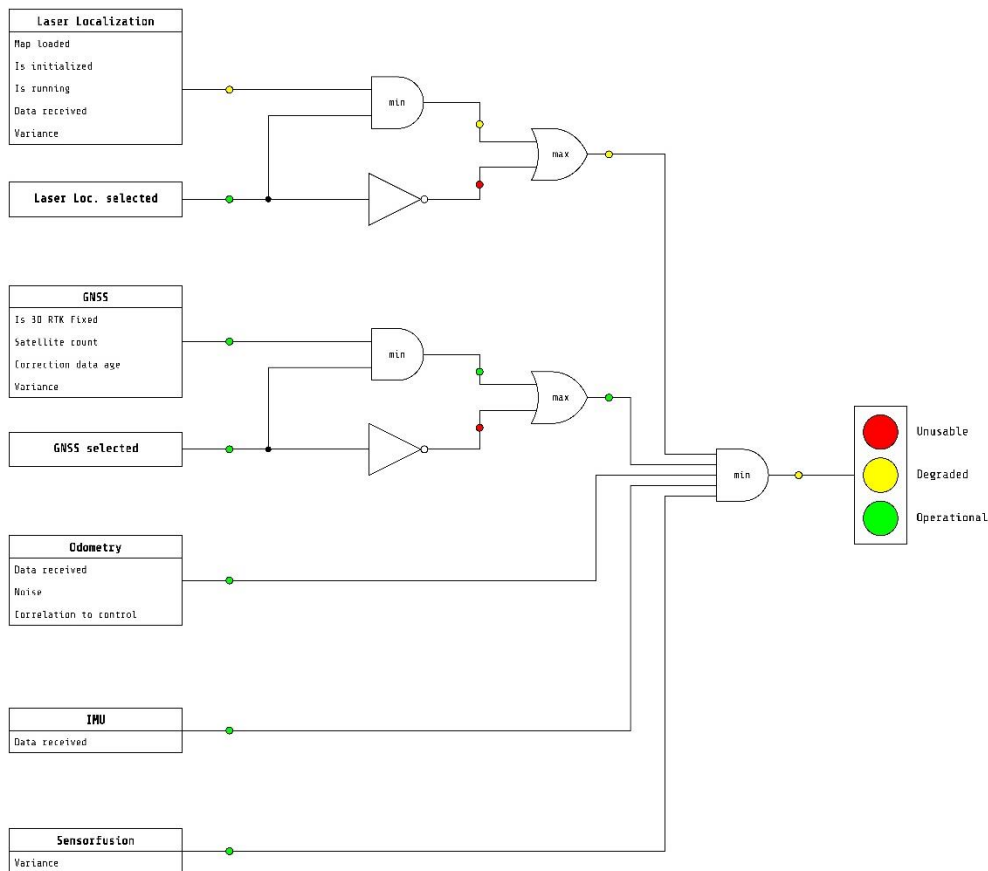 Laser Localization
Map loaded
Is initialized
Is running
Data received
Variance
min
max
Laser Loc. selected
GNSS
Is 3D RTK Fixed
Satellite count
Correction data age
Variance
min
max
GNSS selected
Unusable
min
Degraded
Operational
Odometry
Data received
Noise
Correlation to control
IMU
Data received
Sensorfusion
Variance